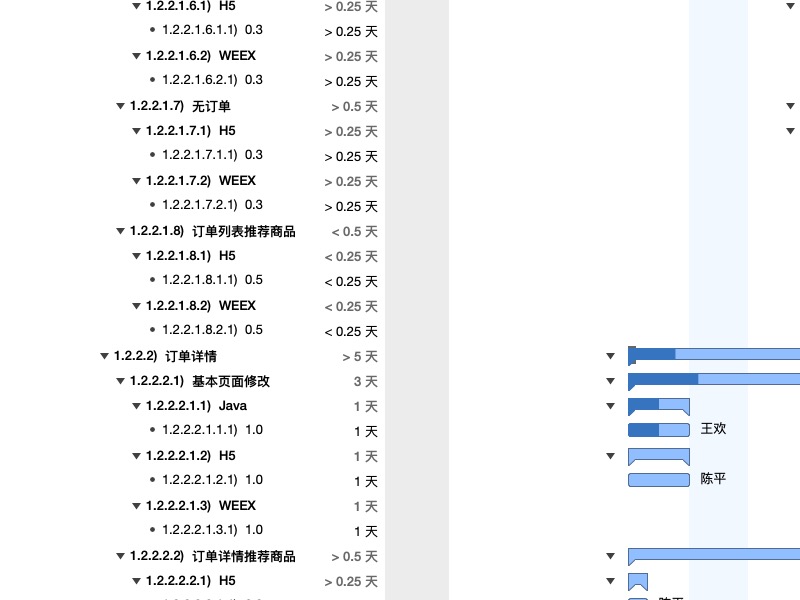 1.2.2.1.6.1) H5 > 0.25 天
1.2.2.1.6.1.1) 0.3 > 0.25 天
1.2.2.1.6.2) WEEX > 0.25 天
1.2.2.1.6.2.1) 0.3 > 0.25 天
1.2.2.1.7) 无订单 > 0.5 天
1.2.2.1.7.1) H5 > 0.25 天
1.2.2.1.7.1.1) 0.3 > 0.25 天
1.2.2.1.7.2) WEEX > 0.25 天
1.2.2.1.7.2.1) 0.3 > 0.25 天
1.2.2.1.8) 订单列表推荐商品 < 0.5 天
1.2.2.1.8.1) H5 < 0.25 天
1.2.2.1.8.1.1) 0.5 < 0.25 天
1.2.2.1.8.2) WEEX < 0.25 天
1.2.2.1.8.2.1) 0.5 < 0.25 天
1.2.2.2) 订单详情 > 5 天
1.2.2.2.1) 基本页面修改 3 天
1.2.2.2.1.1) Java 1 天
1.2.2.2.1.1.1) 1.0 1 天 王欢
1.2.2.2.1.2) H5 1 天
1.2.2.2.1.2.1) 1.0 1 天 陈平
1.2.2.2.1.3) WEEX 1 天
1.2.2.2.1.3.1) 1.0 1 天
1.2.2.2.2) 订单详情推荐商品 > 0.5 天
1.2.2.2.2.1) H5 > 0.25 天